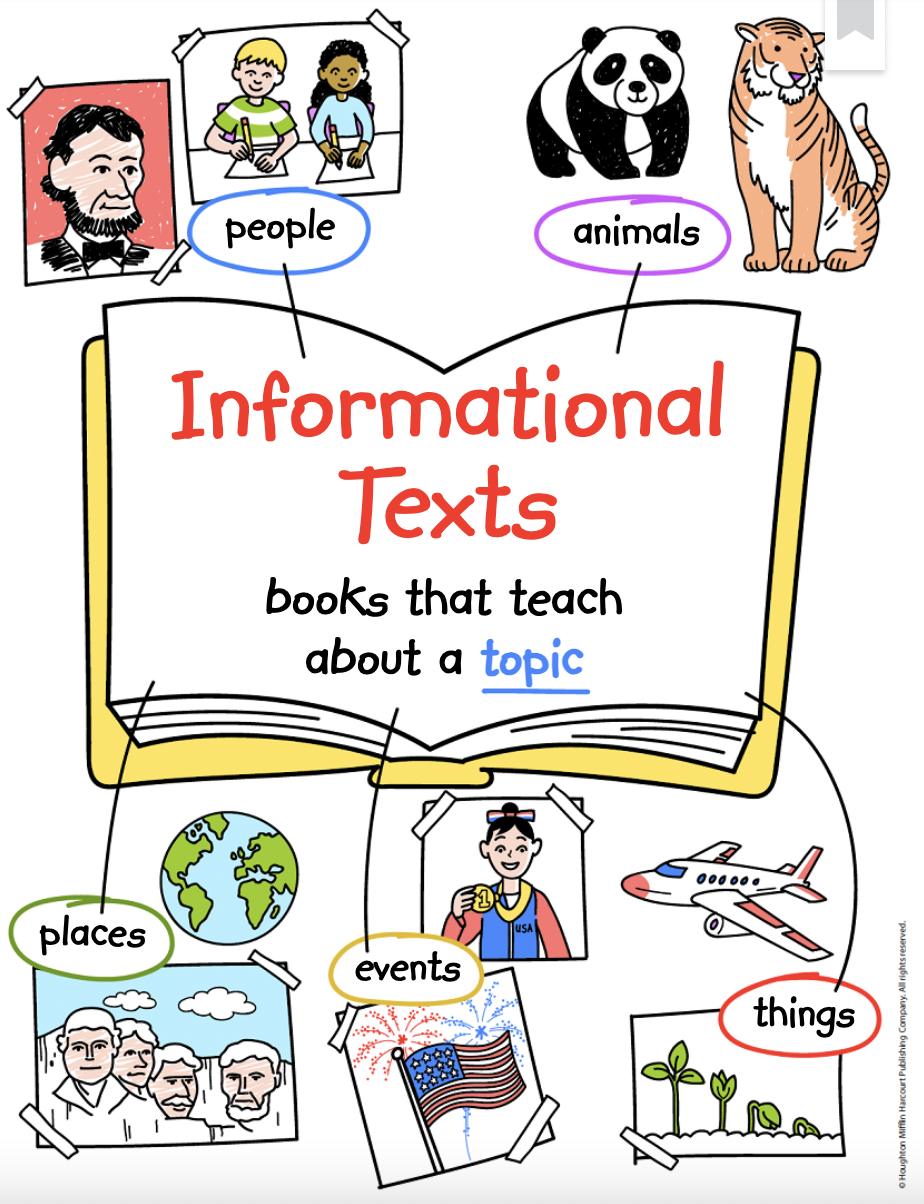 people
animals
Informational
Texts
books that teach
about a topic
1
USA
places
events
things
© Houghton Mifflin Harcourt Publishing Company. All rights reserved.